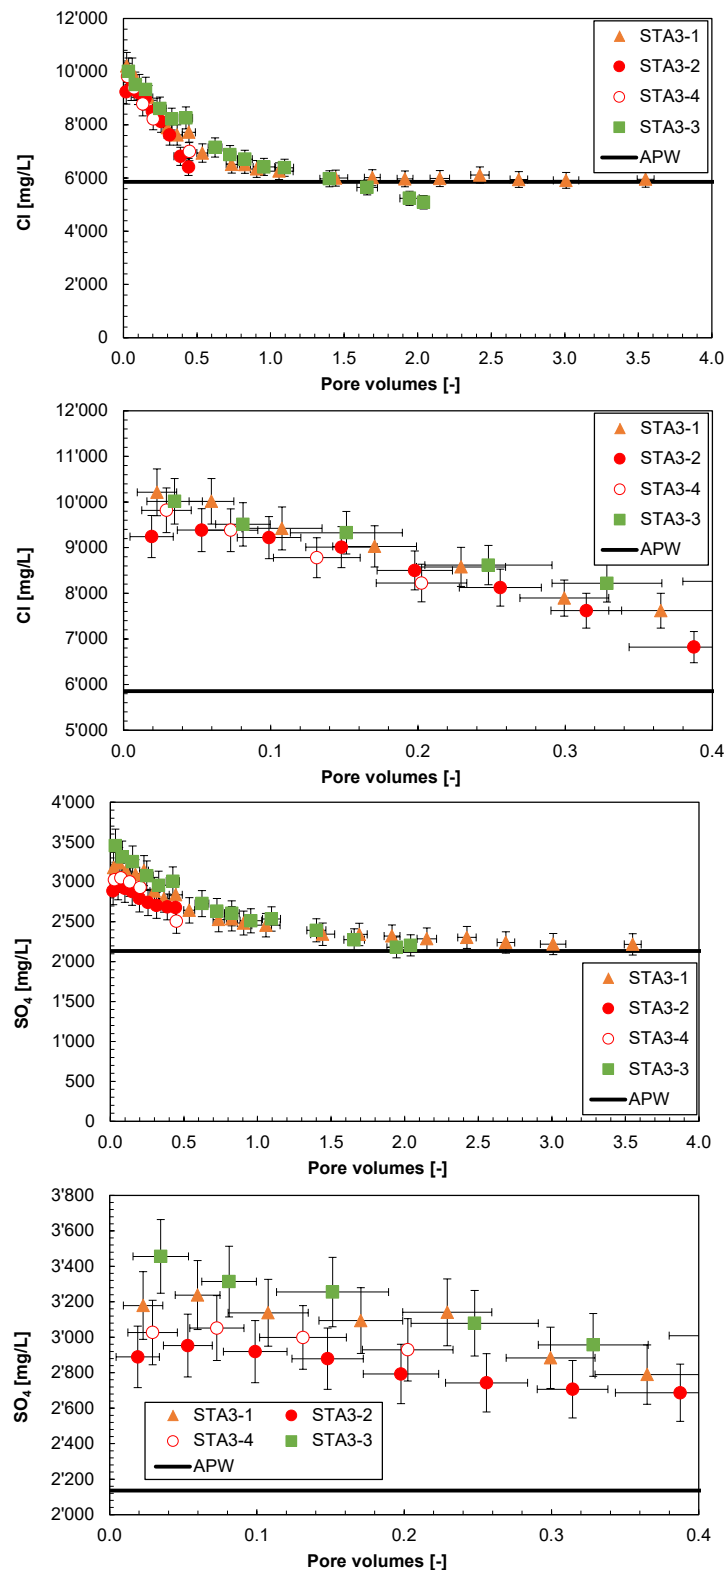 12'000
10'000
8'000
6'000
4'000
2'000
0
Cl [mg/L]
0.0 0.5 1.0 1.5 2.0 2.5 3.0 3.5 4.0
Pore volumes [-]
STA3-1
STA3-2
STA3-4
STA3-3
APW
12'000
11'000
10'000
9'000
8'000
7'000
6'000
5'000
Cl [mg/L]
0.0 0.1 0.2 0.3 0.4
Pore volumes [-]
STA3-1
STA3-2
STA3-4
STA3-3
APW
4'000
3'500
3'000
2'500
2'000
1'500
1'000
500
0
SO4 [mg/L]
0.0 0.5 1.0 1.5 2.0 2.5 3.0 3.5 4.0
Pore volumes [-]
STA3-1
STA3-2
STA3-4
STA3-3
APW
3'800
3'600
3'400
3'200
3'000
2'800
2'600
2'400
2'200
2'000
SO4 [mg/L]
0.0 0.1 0.2 0.3 0.4
Pore volumes [-]
STA3-1 STA3-2
STA3-4 STA3-3
APW